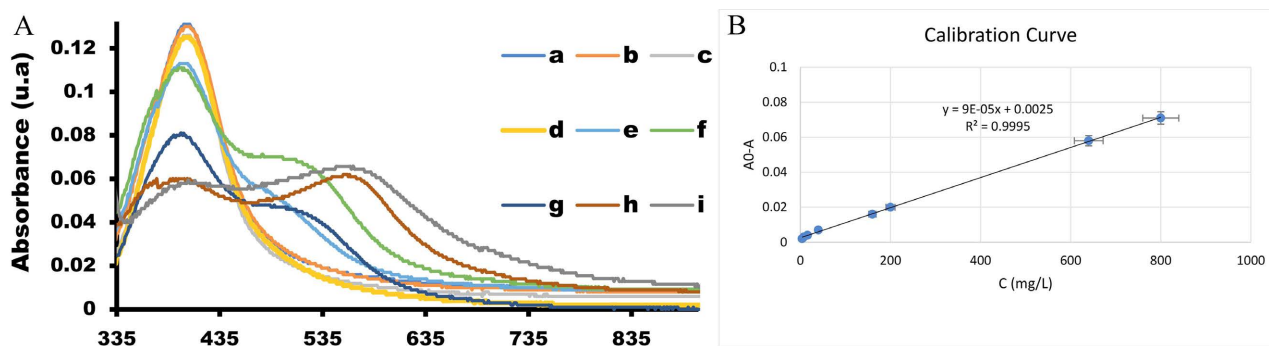 A
Absorbance (u.a)
0.12
0.1
0.08
0.06
0.04
0.02
0
335 435 535 635 735 835
a b c
d e f
g h i
B
Calibration Curve
A0-A
0.1
0.08
0.06
0.04
0.02
0
y = 9E-05x + 0.0025
R² = 0.9995
0 200 400 600 800 1000
C (mg/L)